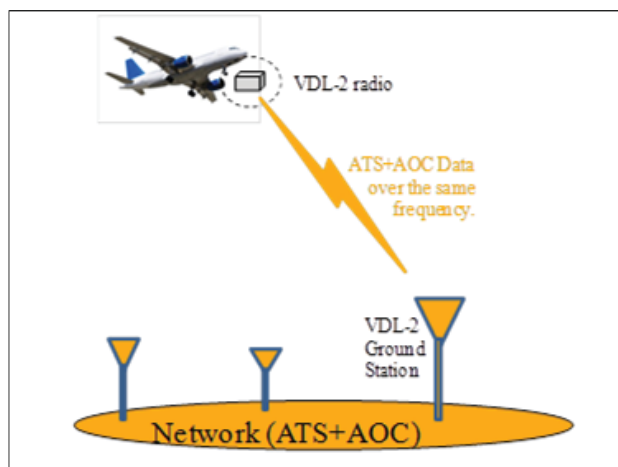 VDL-2 radio
ATS+AOC Data
over the same
frequency.
VDL-2
Ground
Station
Network (ATS+AOC)